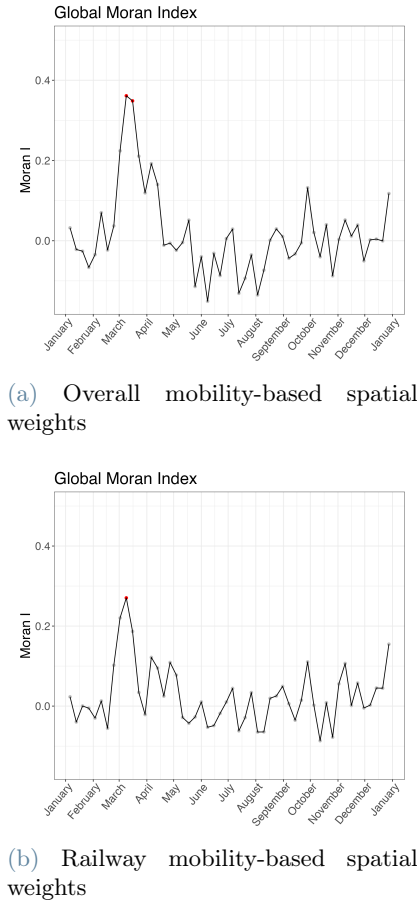 Global Moran Index
0.4
0.2
0.0
Moran I
January February March April May June July August September October November December January
(a) Overall mobility-based spatial
weights
Global Moran Index
0.4
0.2
0.0
Moran I
January February March April May June July August September October November December January
(b) Railway mobility-based spatial
weights